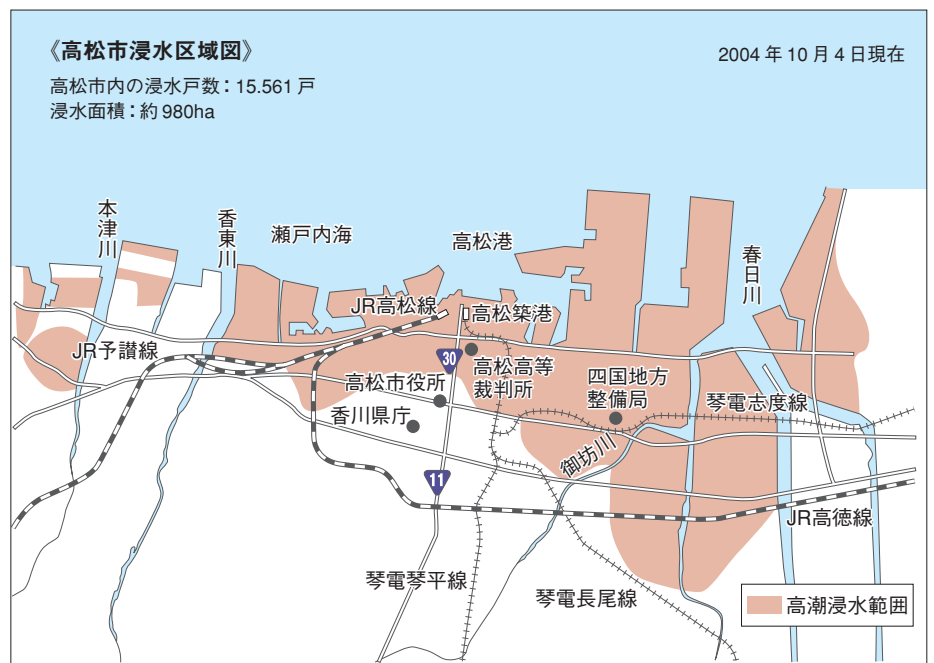 《高松市浸水区域図》
2004年10月4日現在
高松市内の浸水戸数：15.561戸
浸水面積：約980ha
本津川
香東川
瀬戸内海
高松港
春日川
JR高松線
高松築港
JR予讃線
30
高松高等
裁判所
高松市役所
四国地方
整備局
琴電志度線
香川県庁
御坊川
11
JR高徳線
琴電琴平線
琴電長尾線
高潮浸水範囲